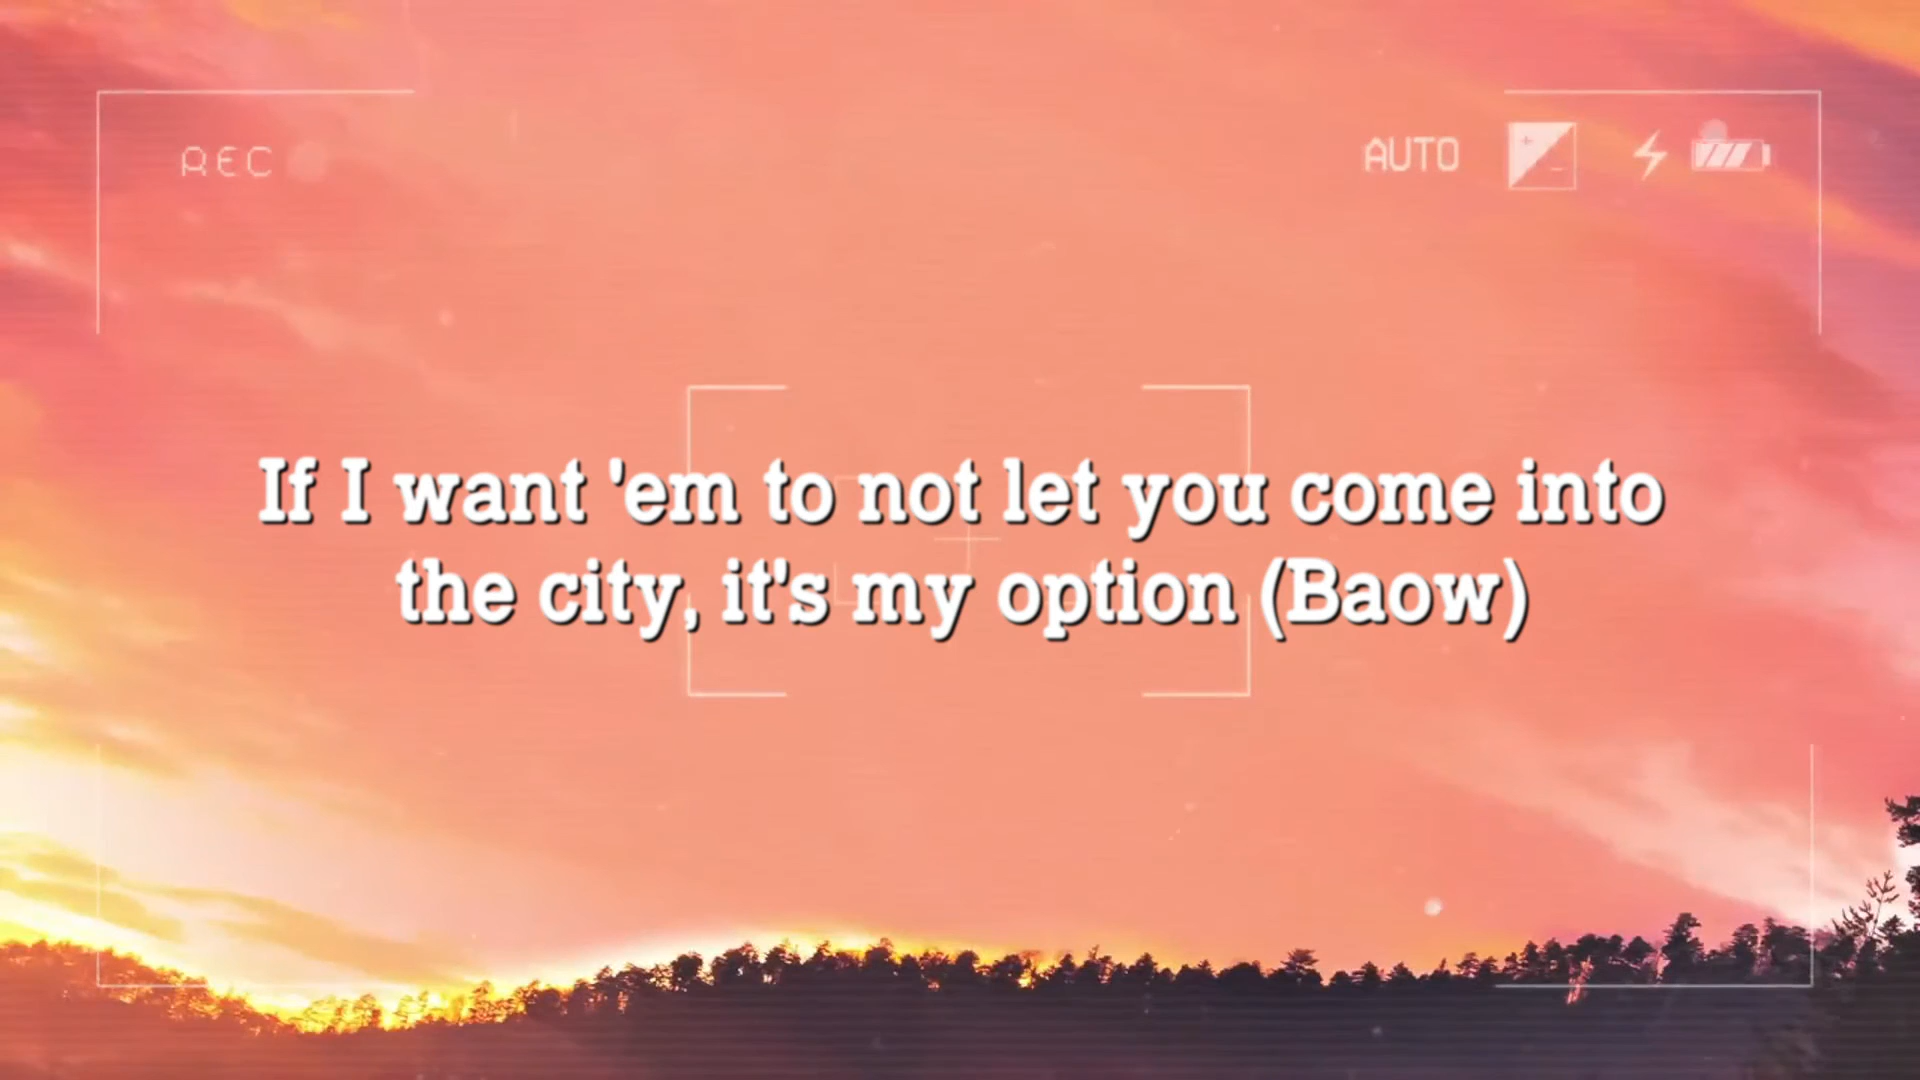 REC
AUTO
If I want 'em to not let you come into
the city, it's my option (Baow)